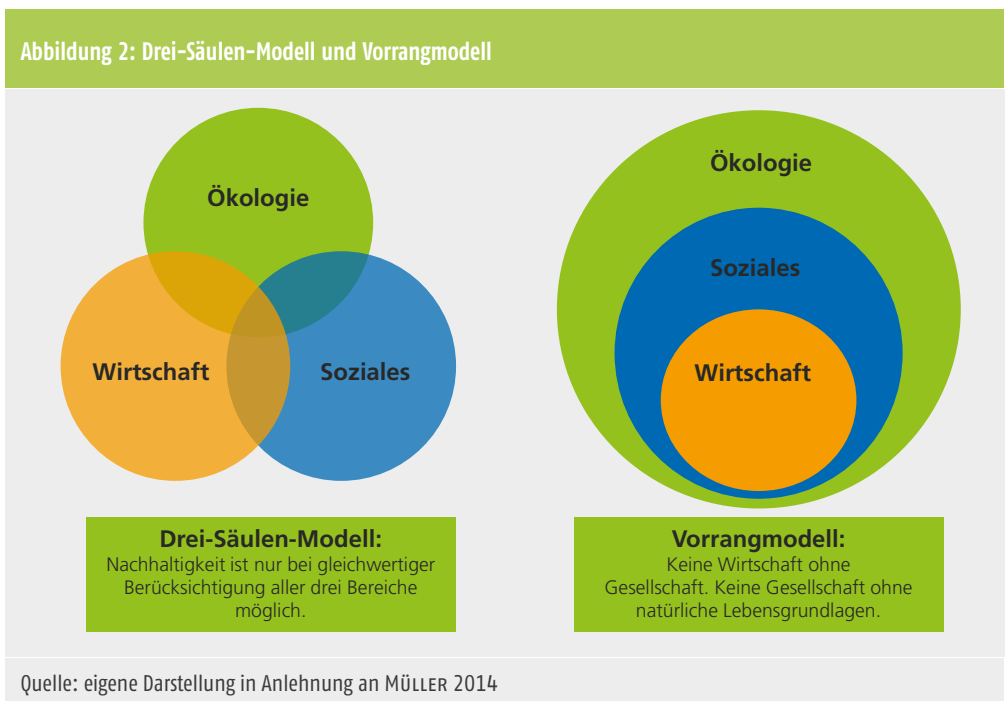 Abbildung 2: Drei-Säulen-Modell und Vorrangmodell
Ökologie
Wirtschaft
Soziales
Drei-Säulen-Modell:
Nachhaltigkeit ist nur bei gleichwertiger
Berücksichtigung aller drei Bereiche
möglich.
Ökologie
Soziales
Wirtschaft
Vorrangmodell:
Keine Wirtschaft ohne
Gesellschaft. Keine Gesellschaft ohne
natürliche Lebensgrundlagen.
Quelle: eigene Darstellung in Anlehnung an MÜLLER 2014